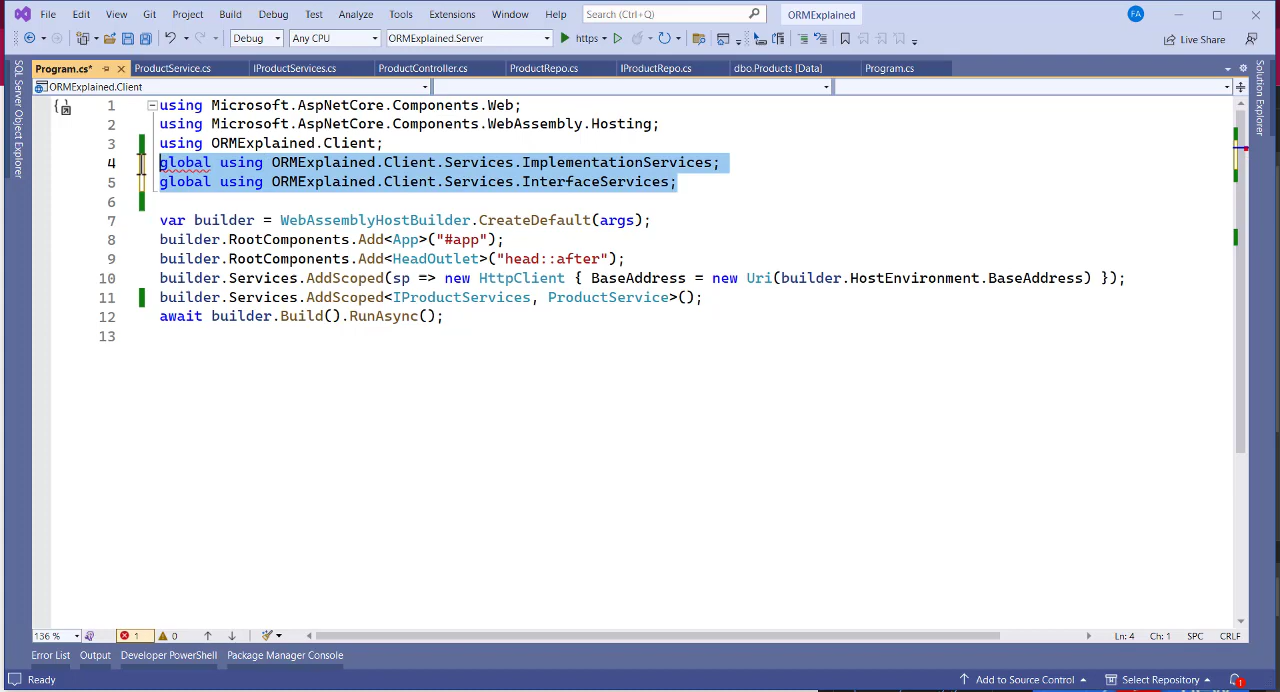 File Edit View Git Project Build Debug Test Analyze Tools Extensions Window Help Search (Ctrl+Q) ORMExplained FA
Debug Any CPU ORMExplained.Server https Live Share
Program.cs* ProductService.cs IProductServices.cs ProductController.cs ProductRepo.cs IProductRepo.cs dbo.Products [Data] Program.cs
ORMExplained.Client
SQL Server Object Explorer
Solution Explorer
1 using Microsoft.AspNetCore.Components.Web;
2 using Microsoft.AspNetCore.Components.WebAssembly.Hosting;
3 using ORMExplained.Client;
4 global using ORMExplained.Client.Services.ImplementationServices;
5 global using ORMExplained.Client.Services.InterfaceServices;
6
7 var builder = WebAssemblyHostBuilder.CreateDefault(args);
8 builder.RootComponents.Add<App>("#app");
9 builder.RootComponents.Add<HeadOutlet>("head::after");
10 builder.Services.AddScoped(sp => new HttpClient { BaseAddress = new Uri(builder.HostEnvironment.BaseAddress) });
11 builder.Services.AddScoped<IProductServices, ProductService>();
12 await builder.Build().RunAsync();
13
136 % 1 0 Ln: 4 Ch: 1 SPC CRLF
Error List Output Developer PowerShell Package Manager Console
Ready Add to Source Control Select Repository 1